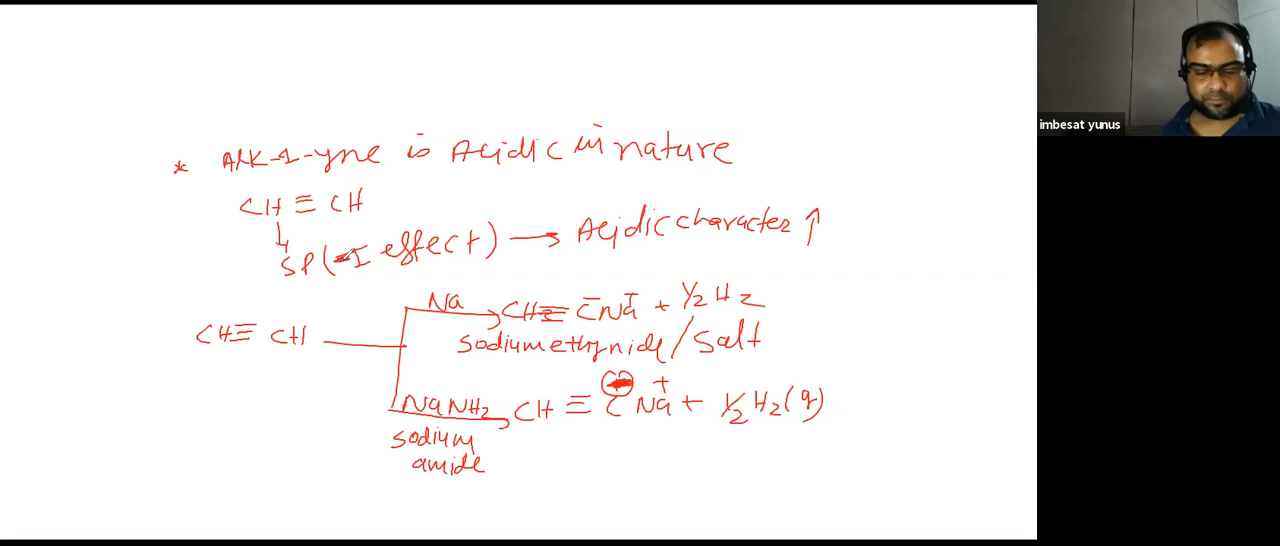 * Alk-1-yne is Acidic in nature
CH ≡ CH
↳ SP (-I effect) → Acidic character ↑
CH ≡ CH
Na → CH ≡ C̄ Na⁺ + 1/2 H2
Sodium ethynide/Salt
NaNH2 → CH ≡ C⁻ Na⁺ + 1/2 H2(g)
sodium
amide
imbesat yunus